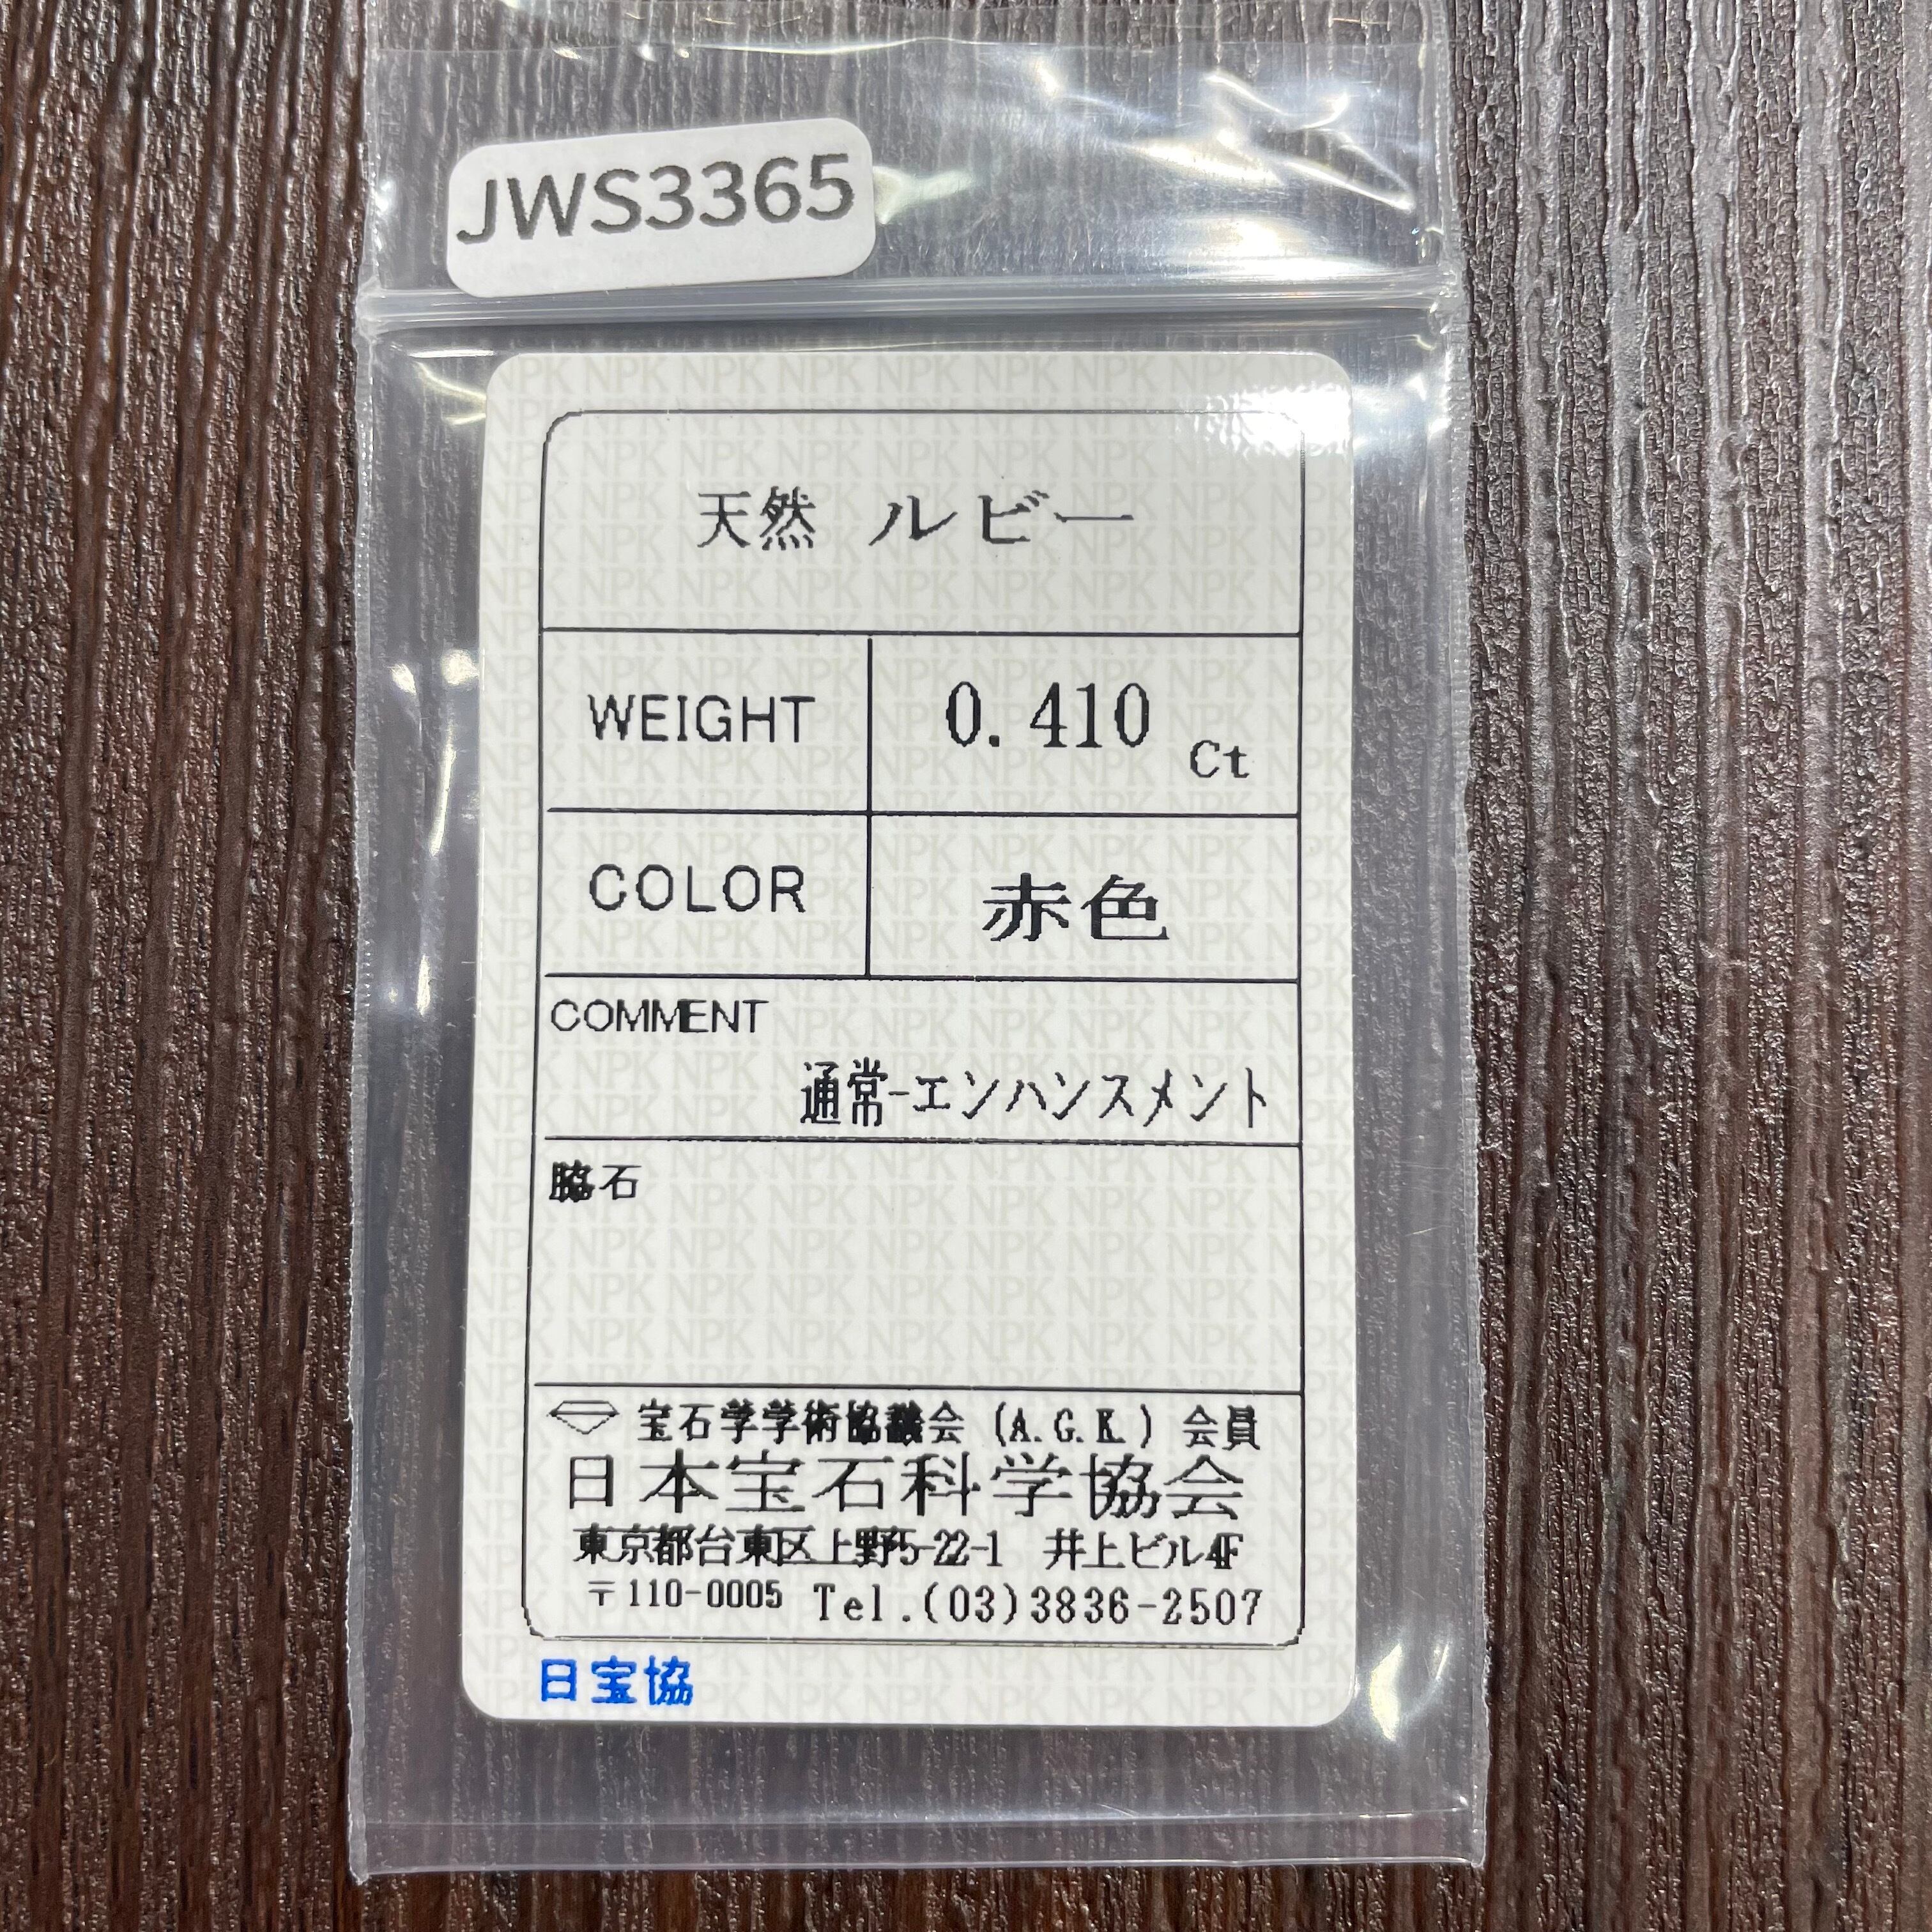 JWS3365
天然 ルビー
WEIGHT 0.410 Ct
COLOR 赤色
COMMENT
通常-エンハンスメント
脇石
宝石学学術協議会 (A.G.K.) 会員
日本宝石科学協会
東京都台東区上野5-22-1 井上ビル4F
〒110-0005 Tel.(03)3836-2507
日宝協